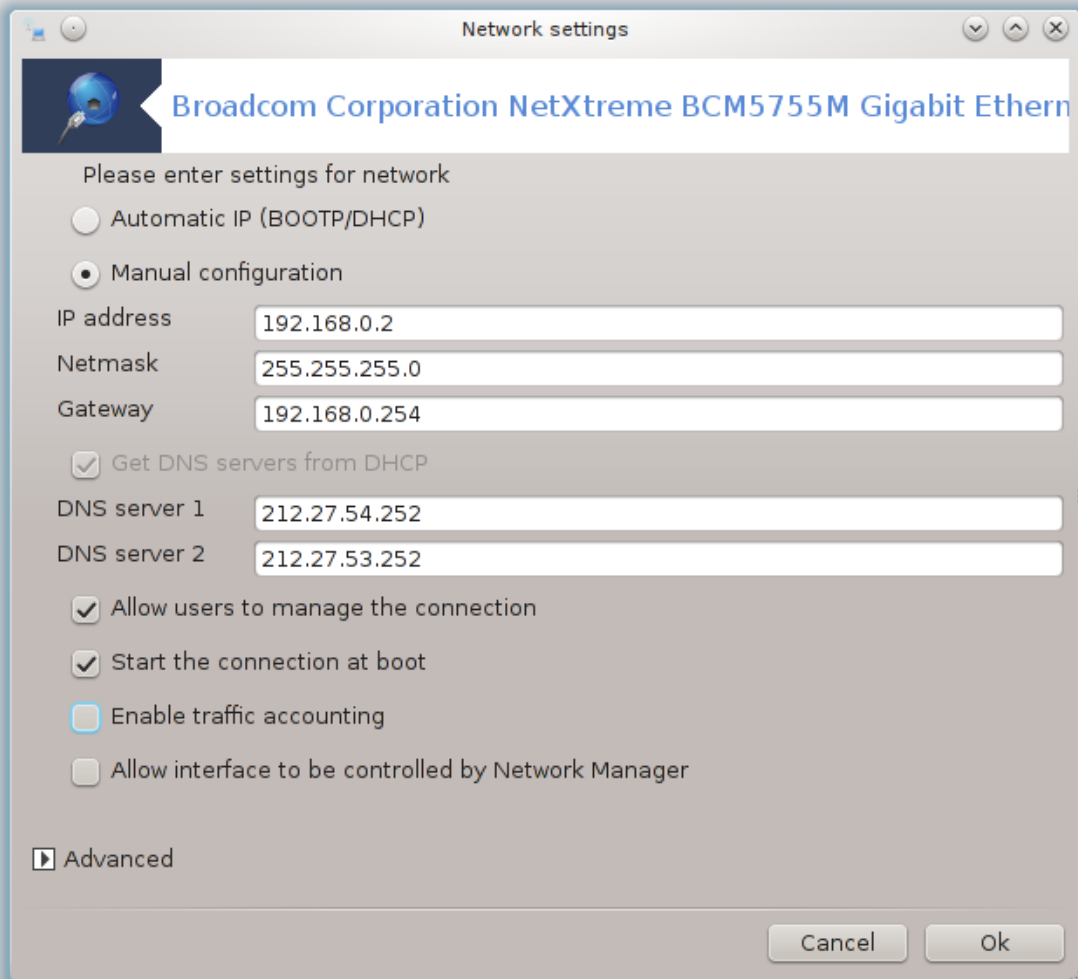 Network settings
Broadcom Corporation NetXtreme BCM5755M Gigabit Ethern
Please enter settings for network
Automatic IP (BOOTP/DHCP)
Manual configuration
IP address 192.168.0.2
Netmask 255.255.255.0
Gateway 192.168.0.254
Get DNS servers from DHCP
DNS server 1 212.27.54.252
DNS server 2 212.27.53.252
Allow users to manage the connection
Start the connection at boot
Enable traffic accounting
Allow interface to be controlled by Network Manager
Advanced
Cancel Ok